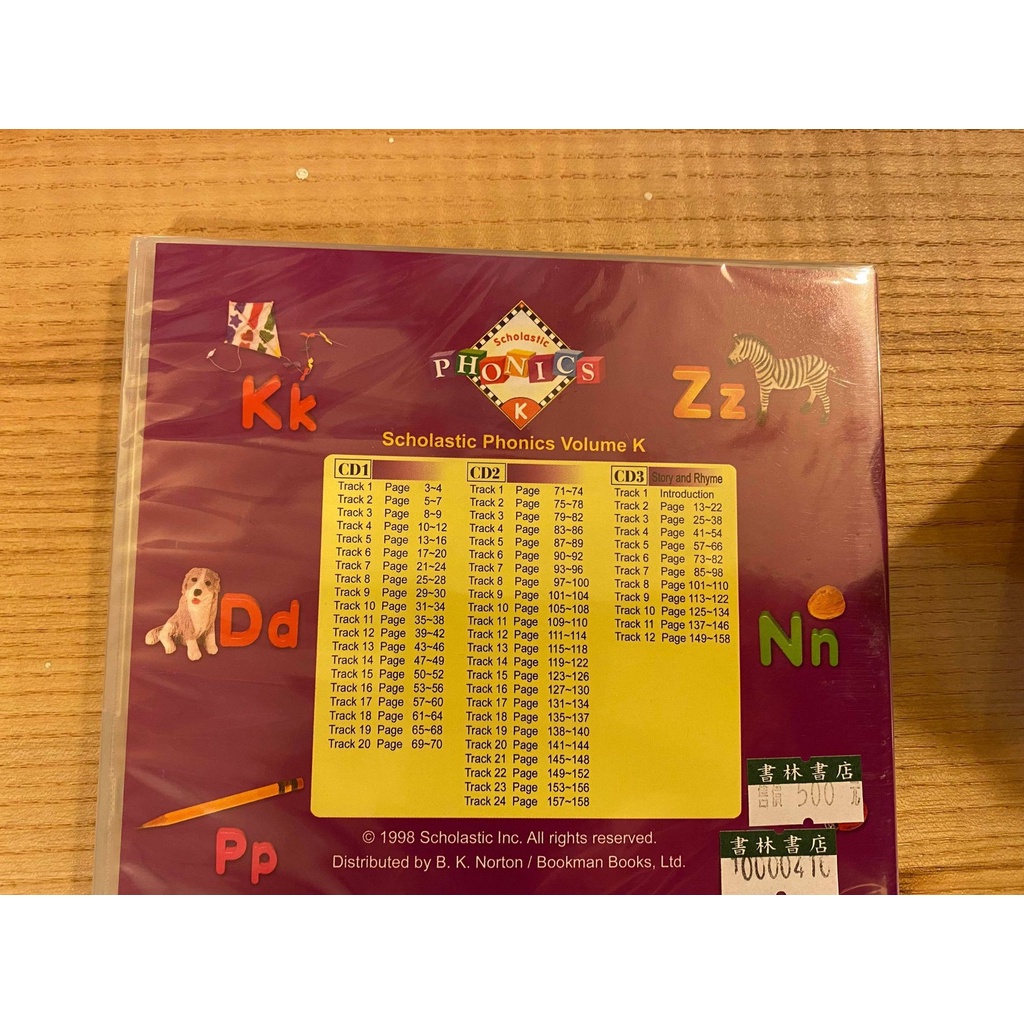 Scholastic
PHONICS
K
Kk
Zz
Scholastic Phonics Volume K
CD1
Track 1 Page 3~4
Track 2 Page 5~7
Track 3 Page 8~9
Track 4 Page 10~12
Track 5 Page 13~16
Track 6 Page 17~20
Track 7 Page 21~24
Track 8 Page 25~28
Track 9 Page 29~30
Track 10 Page 31~34
Track 11 Page 35~38
Track 12 Page 39~42
Track 13 Page 43~46
Track 14 Page 47~49
Track 15 Page 50~52
Track 16 Page 53~56
Track 17 Page 57~60
Track 18 Page 61~64
Track 19 Page 65~68
Track 20 Page 69~70
CD2
Track 1 Page 71~74
Track 2 Page 75~78
Track 3 Page 79~82
Track 4 Page 83~86
Track 5 Page 87~89
Track 6 Page 90~92
Track 7 Page 93~96
Track 8 Page 97~100
Track 9 Page 101~104
Track 10 Page 105~108
Track 11 Page 109~110
Track 12 Page 111~114
Track 13 Page 115~118
Track 14 Page 119~122
Track 15 Page 123~126
Track 16 Page 127~130
Track 17 Page 131~134
Track 18 Page 135~137
Track 19 Page 138~140
Track 20 Page 141~144
Track 21 Page 145~148
Track 22 Page 149~152
Track 23 Page 153~156
Track 24 Page 157~158
CD3 Story and Rhyme
Track 1 Introduction
Track 2 Page 13~22
Track 3 Page 25~38
Track 4 Page 41~54
Track 5 Page 57~66
Track 6 Page 73~82
Track 7 Page 85~98
Track 8 Page 101~110
Track 9 Page 113~122
Track 10 Page 125~134
Track 11 Page 137~146
Track 12 Page 149~158
Dd
Nn
Pp
© 1998 Scholastic Inc. All rights reserved.
Distributed by B. K. Norton / Bookman Books, Ltd.
書林書店
售價 500 元
書林書店